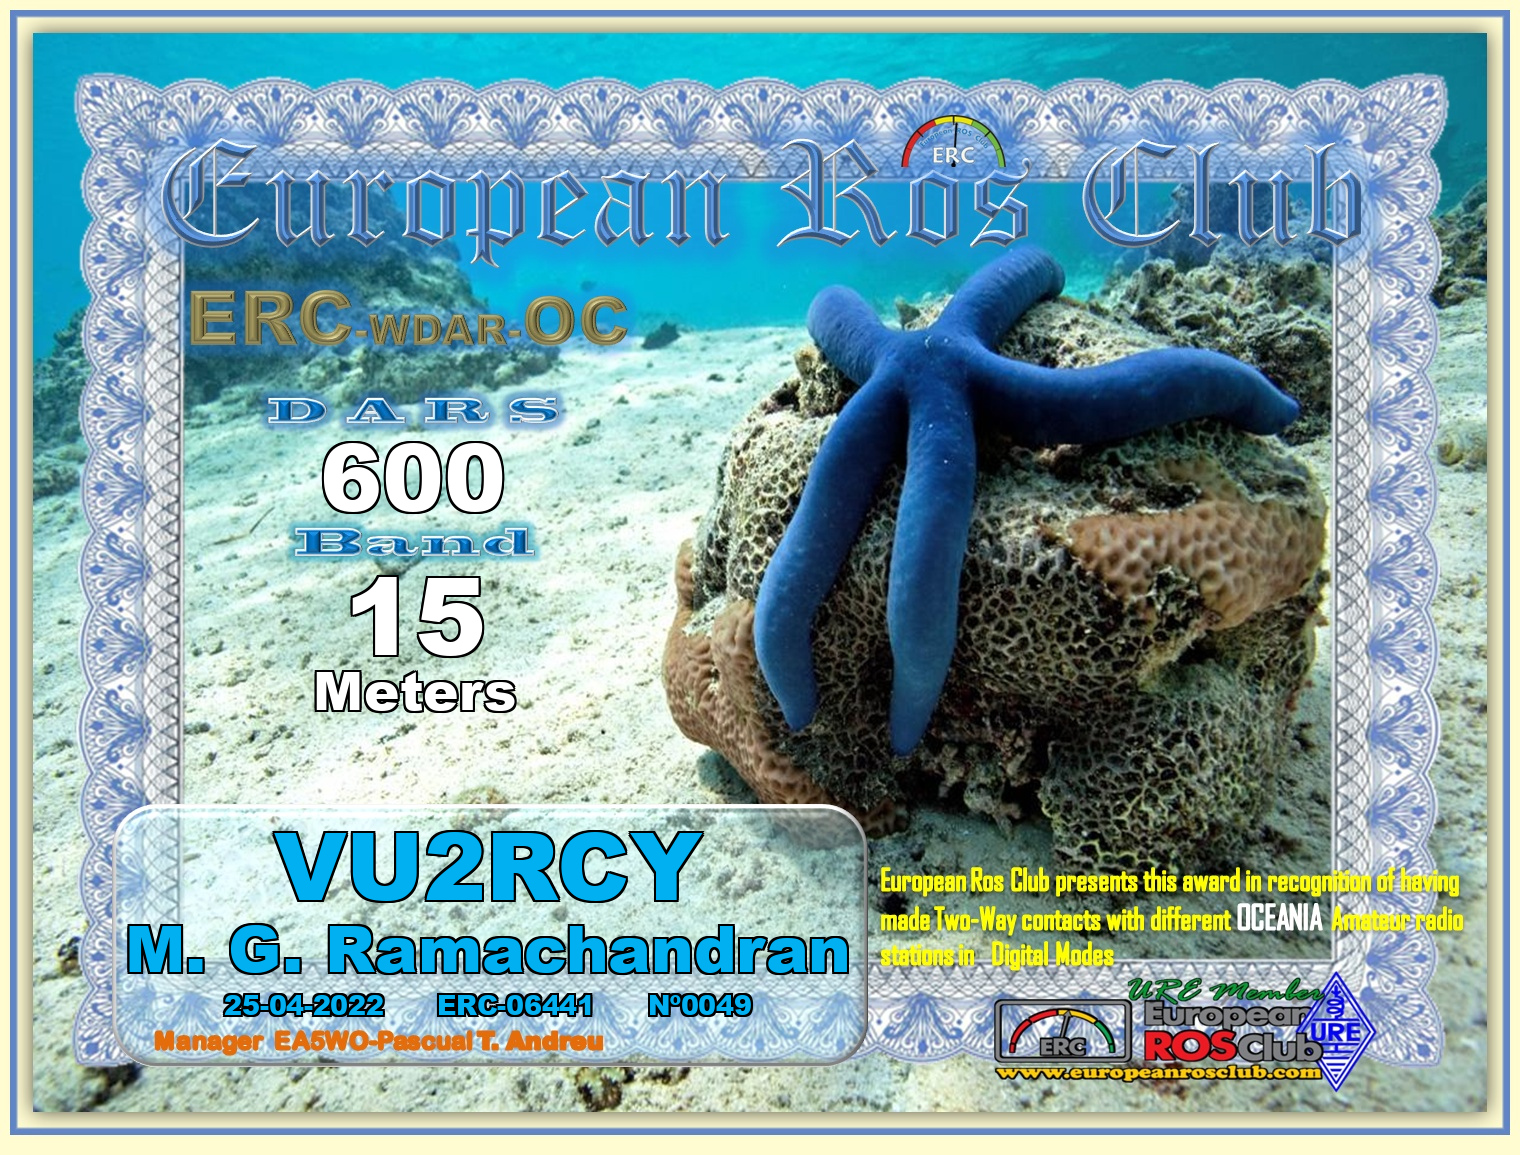 ERC
European Ros Club
ERC-WDAR-OC
DARS
600
Band
15
Meters
VU2RCY
M. G. Ramachandran
25-04-2022 ERC-06441 Nº0049
Manager EA5WO-Pascual T. Andreu
European Ros Club presents this award in recognition of having
made Two-Way contacts with different OCEANIA Amateur radio
stations in Digital Modes
URE Member
European
ERC ROS Club
URE
www.europeanrosclub.com